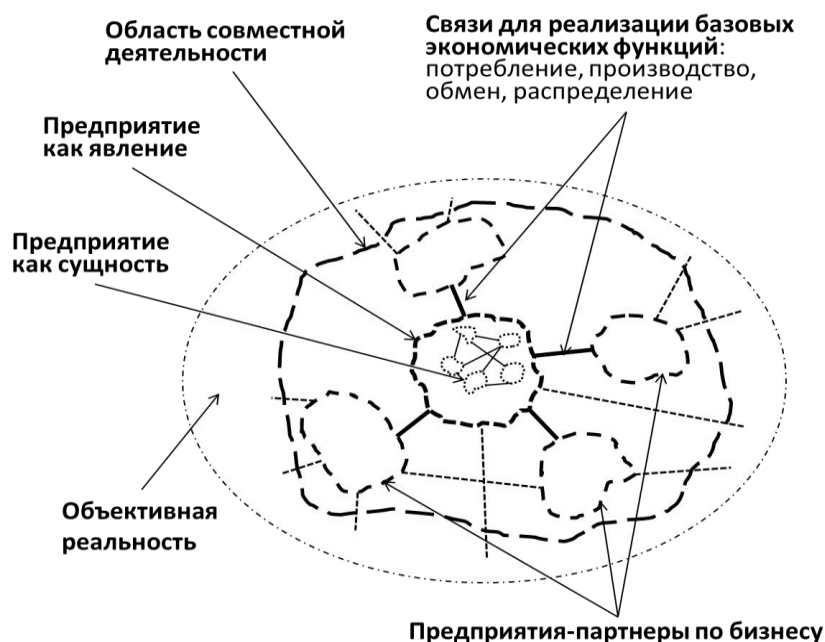 Область совместной
деятельности
Связи для реализации базовых
экономических функций:
потребление, производство,
обмен, распределение
Предприятие
как явление
Предприятие
как сущность
Объективная
реальность
Предприятия-партнеры по бизнесу